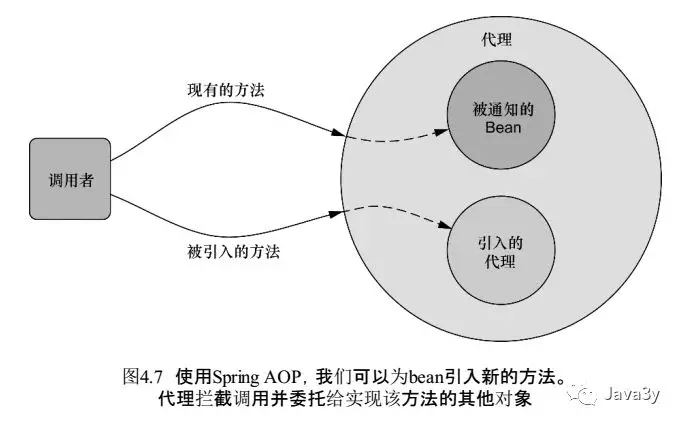 代理
现有的方法
被通知的
Bean
调用者
被引入的方法
引入的
代理
图4.7 使用Spring AOP，我们可以为bean引入新的方法。
代理拦截调用并委托给实现该方法的其他对象
Java3y